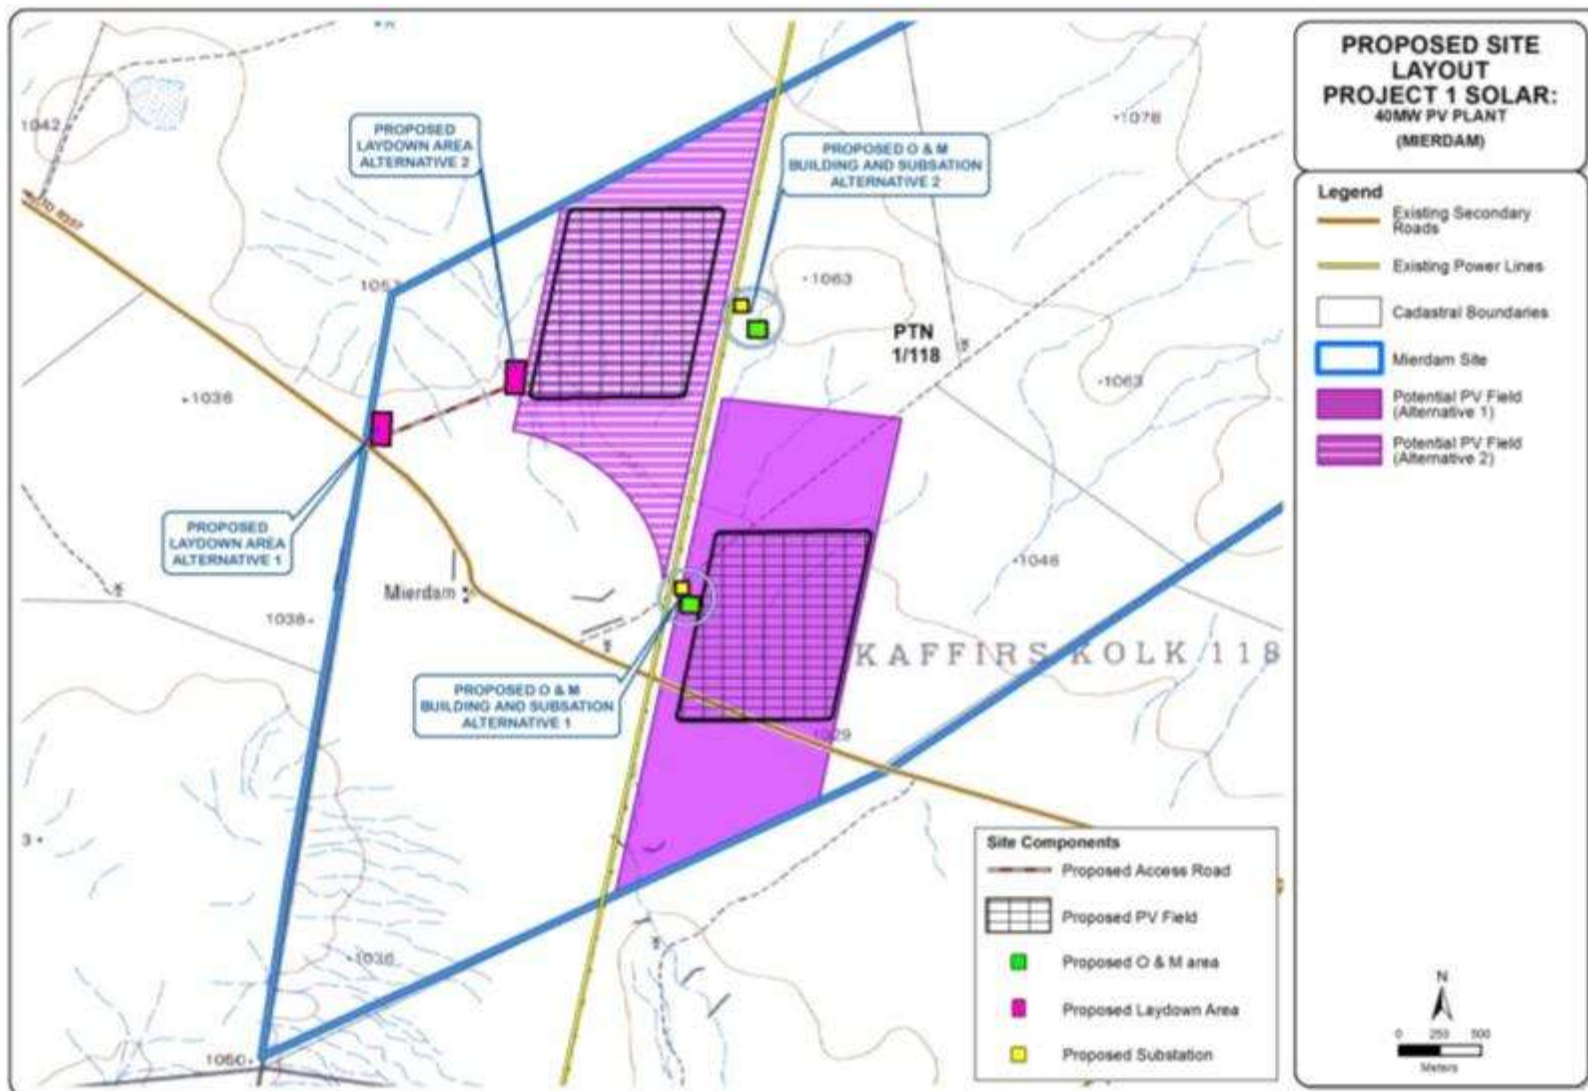 PROPOSED SITE
LAYOUT
PROJECT 1 SOLAR:
40MW PV PLANT
(MIERDAM)
Legend
Existing Secondary
Roads
Existing Power Lines
Cadastral Boundaries
Mierdam Site
Potential PV Field
(Alternative 1)
Potential PV Field
(Alternative 2)
N
0 250 500
Meters
1042
PROPOSED
LAYDOWN AREA
ALTERNATIVE 2
PROPOSED O & M
BUILDING AND SUBSATION
ALTERNATIVE 2
1078
1057
1063
PTN
1/118
1036
1063
PROPOSED
LAYDOWN AREA
ALTERNATIVE 1
1046
Mierdam
1038
KAFFIRS KOLK 118
PROPOSED O & M
BUILDING AND SUBSATION
ALTERNATIVE 1
1029
3
1036
1060
Site Components
Proposed Access Road
Proposed PV Field
Proposed O & M area
Proposed Laydown Area
Proposed Substation